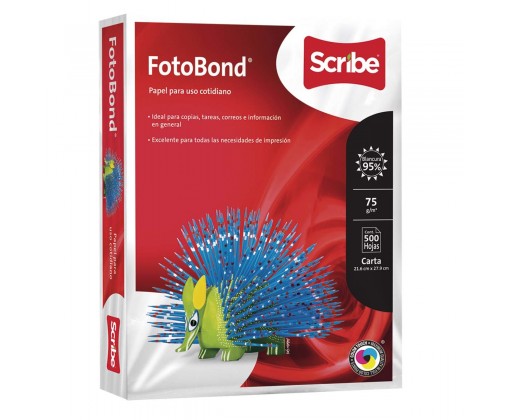 FotoBond®
Papel para uso cotidiano
• Ideal para copias, tareas, correos e información
en general
• Excelente para todas las necesidades de impresión
Scribe®
Blancura
95%
75
g/m²
Cont.
500
Hojas
Carta
21.6 cm x 27.9 cm
FotoBond®
Papel para
uso cotidiano
Scribe